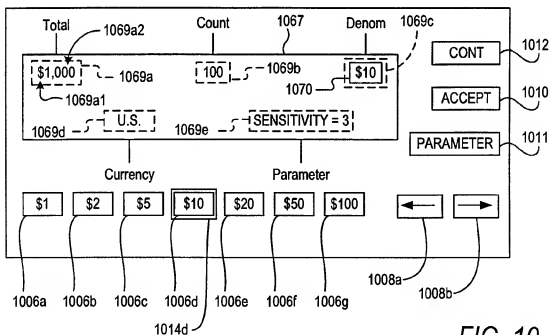 Total 1069a2 Count 1067 Denom 1069c
$1,000 1069a 100 1069b 1070 $10 CONT 1012
1069a1
ACCEPT 1010
1069d U.S. 1069e SENSITIVITY = 3
PARAMETER 1011
Currency Parameter
$1 $2 $5 $10 $20 $50 $100
1008a 1008b
1006a 1006b 1006c 1006d 1006e 1006f 1006g
1014d